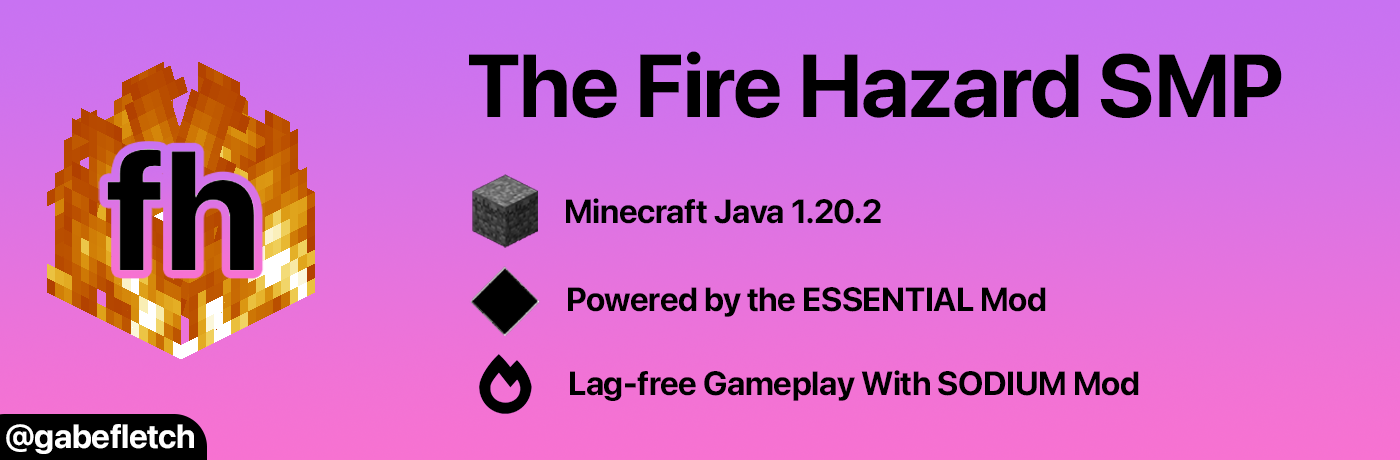 The Fire Hazard SMP
fh
Minecraft Java 1.20.2
Powered by the ESSENTIAL Mod
Lag-free Gameplay With SODIUM Mod
@gabefletch